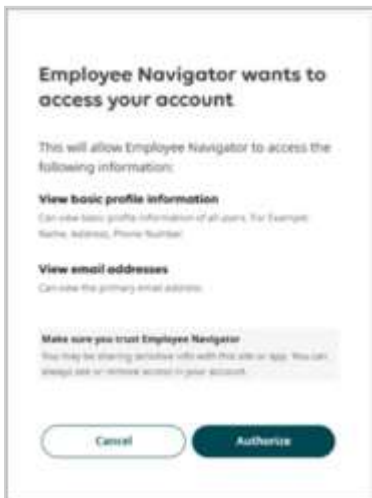 Employee Navigator wants to
access your account
This will allow Employee Navigator to access the
following information:
View basic profile information
Can view basic profile information of all users. For Example:
Name, Address, Phone Number
View email addresses
Can view the primary email address.
Make sure you trust Employee Navigator
You may be sharing sensitive info with this site or app. You can
always see or remove access in your account.
Cancel
Authorize